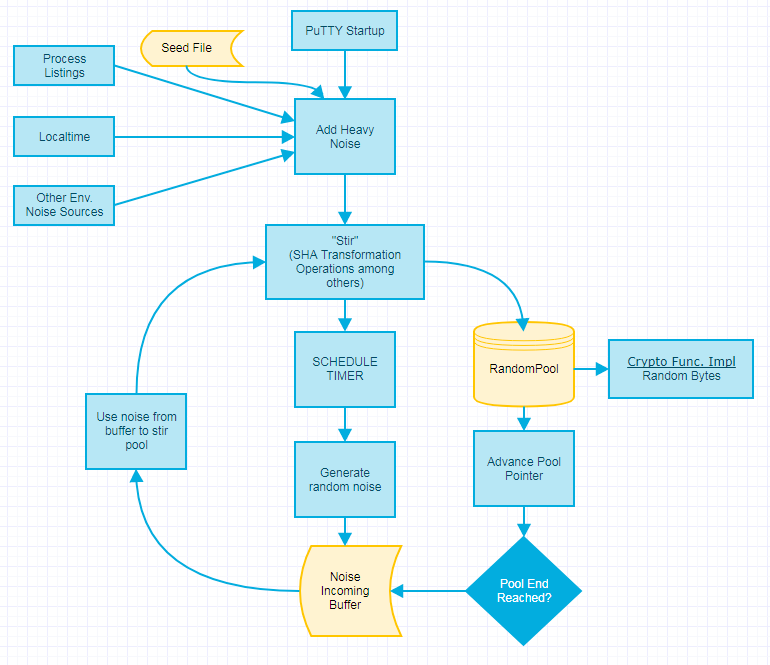 PuTTY Startup
Seed File
Process
Listings
Localtime
Other Env.
Noise Sources
Add Heavy
Noise
"Stir"
(SHA Transformation
Operations among
others)
SCHEDULE
TIMER
RandomPool
Crypto Func. Impl
Random Bytes
Use noise from
buffer to stir
pool
Generate
random noise
Advance Pool
Pointer
Noise
Incoming
Buffer
Pool End
Reached?